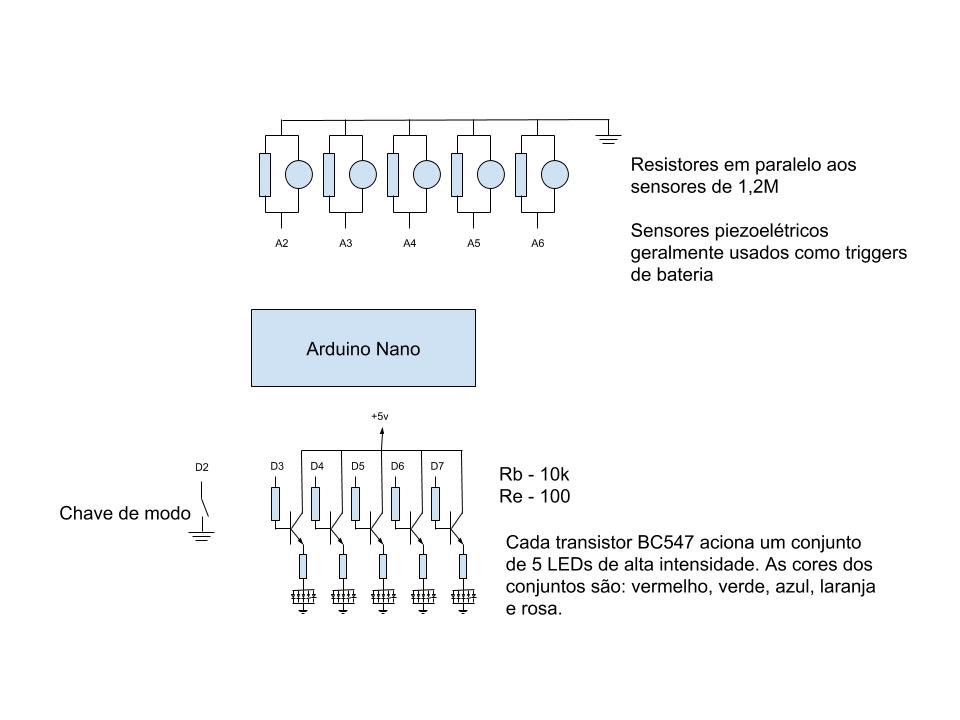 Resistores em paralelo aos
sensores de 1,2M
Sensores piezoelétricos
geralmente usados como triggers
de bateria
A2
A3
A4
A5
A6
Arduino Nano
+5v
D2
D3
D4
D5
D6
D7
Rb - 10k
Re - 100
Chave de modo
Cada transistor BC547 aciona um conjunto
de 5 LEDs de alta intensidade. As cores dos
conjuntos são: vermelho, verde, azul, laranja
e rosa.